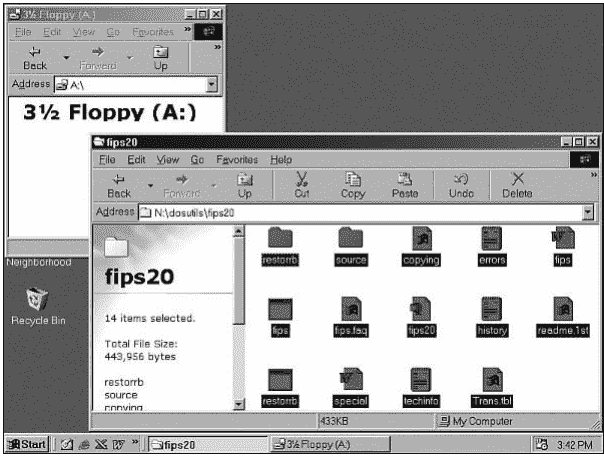 3½ Floppy (A:)
File Edit View Go Favorites »
Back Forward Up »
Address A:\
3½ Floppy (A:)
fips20
File Edit View Go Favorites Help
Back Forward Up Cut Copy Paste Undo Delete »
Address N:\dosutils\fips20
fips20
14 items selected.
Total File Size:
443,956 bytes
restorrb
source
copying
restorrb source copying errors fips
fips fips.faq fips20 history readme.1st
restorrb special techinfo Trans.tbl
433KB My Computer
Neighborhood
Recycle Bin
Start » fips20 3½ Floppy (A:) 3:42 PM